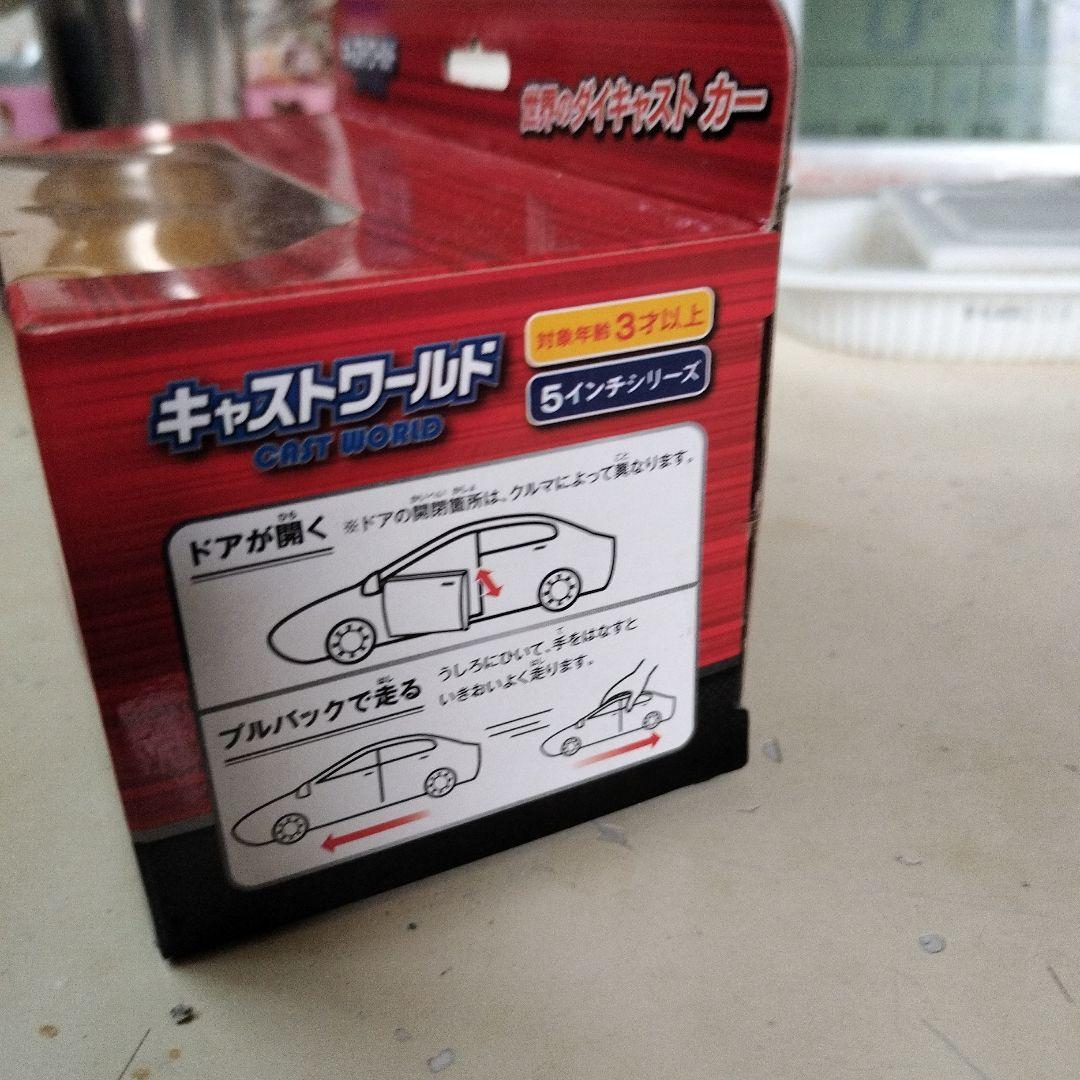 世界のダイキャスト カー
キャストワールド
CAST WORLD
対象年齢3才以上
5インチシリーズ
ドアが開く
※ドアの開閉箇所は、クルマによって異なります。
プルバックで走る
うしろにひいて、手をはなすと
いきおいよく走ります。